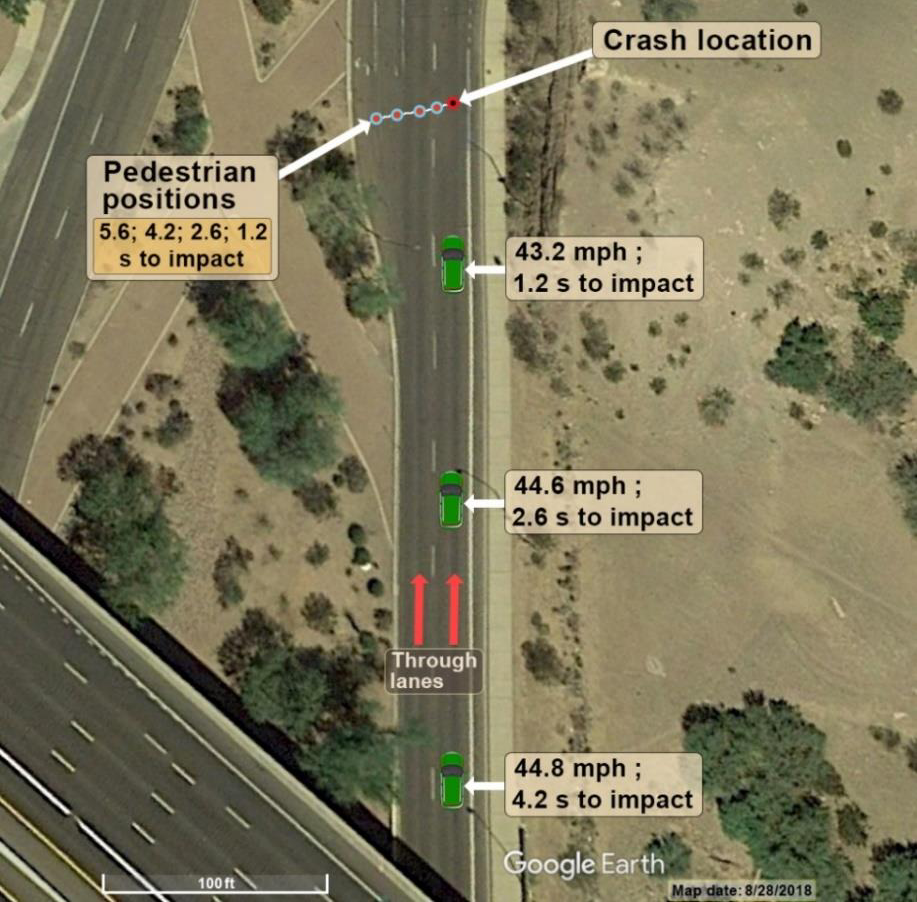 Crash location
Pedestrian
positions
5.6; 4.2; 2.6; 1.2
s to impact
43.2 mph ;
1.2 s to impact
44.6 mph ;
2.6 s to impact
Through
lanes
44.8 mph ;
4.2 s to impact
Google Earth
100 ft
Map date: 8/28/2018